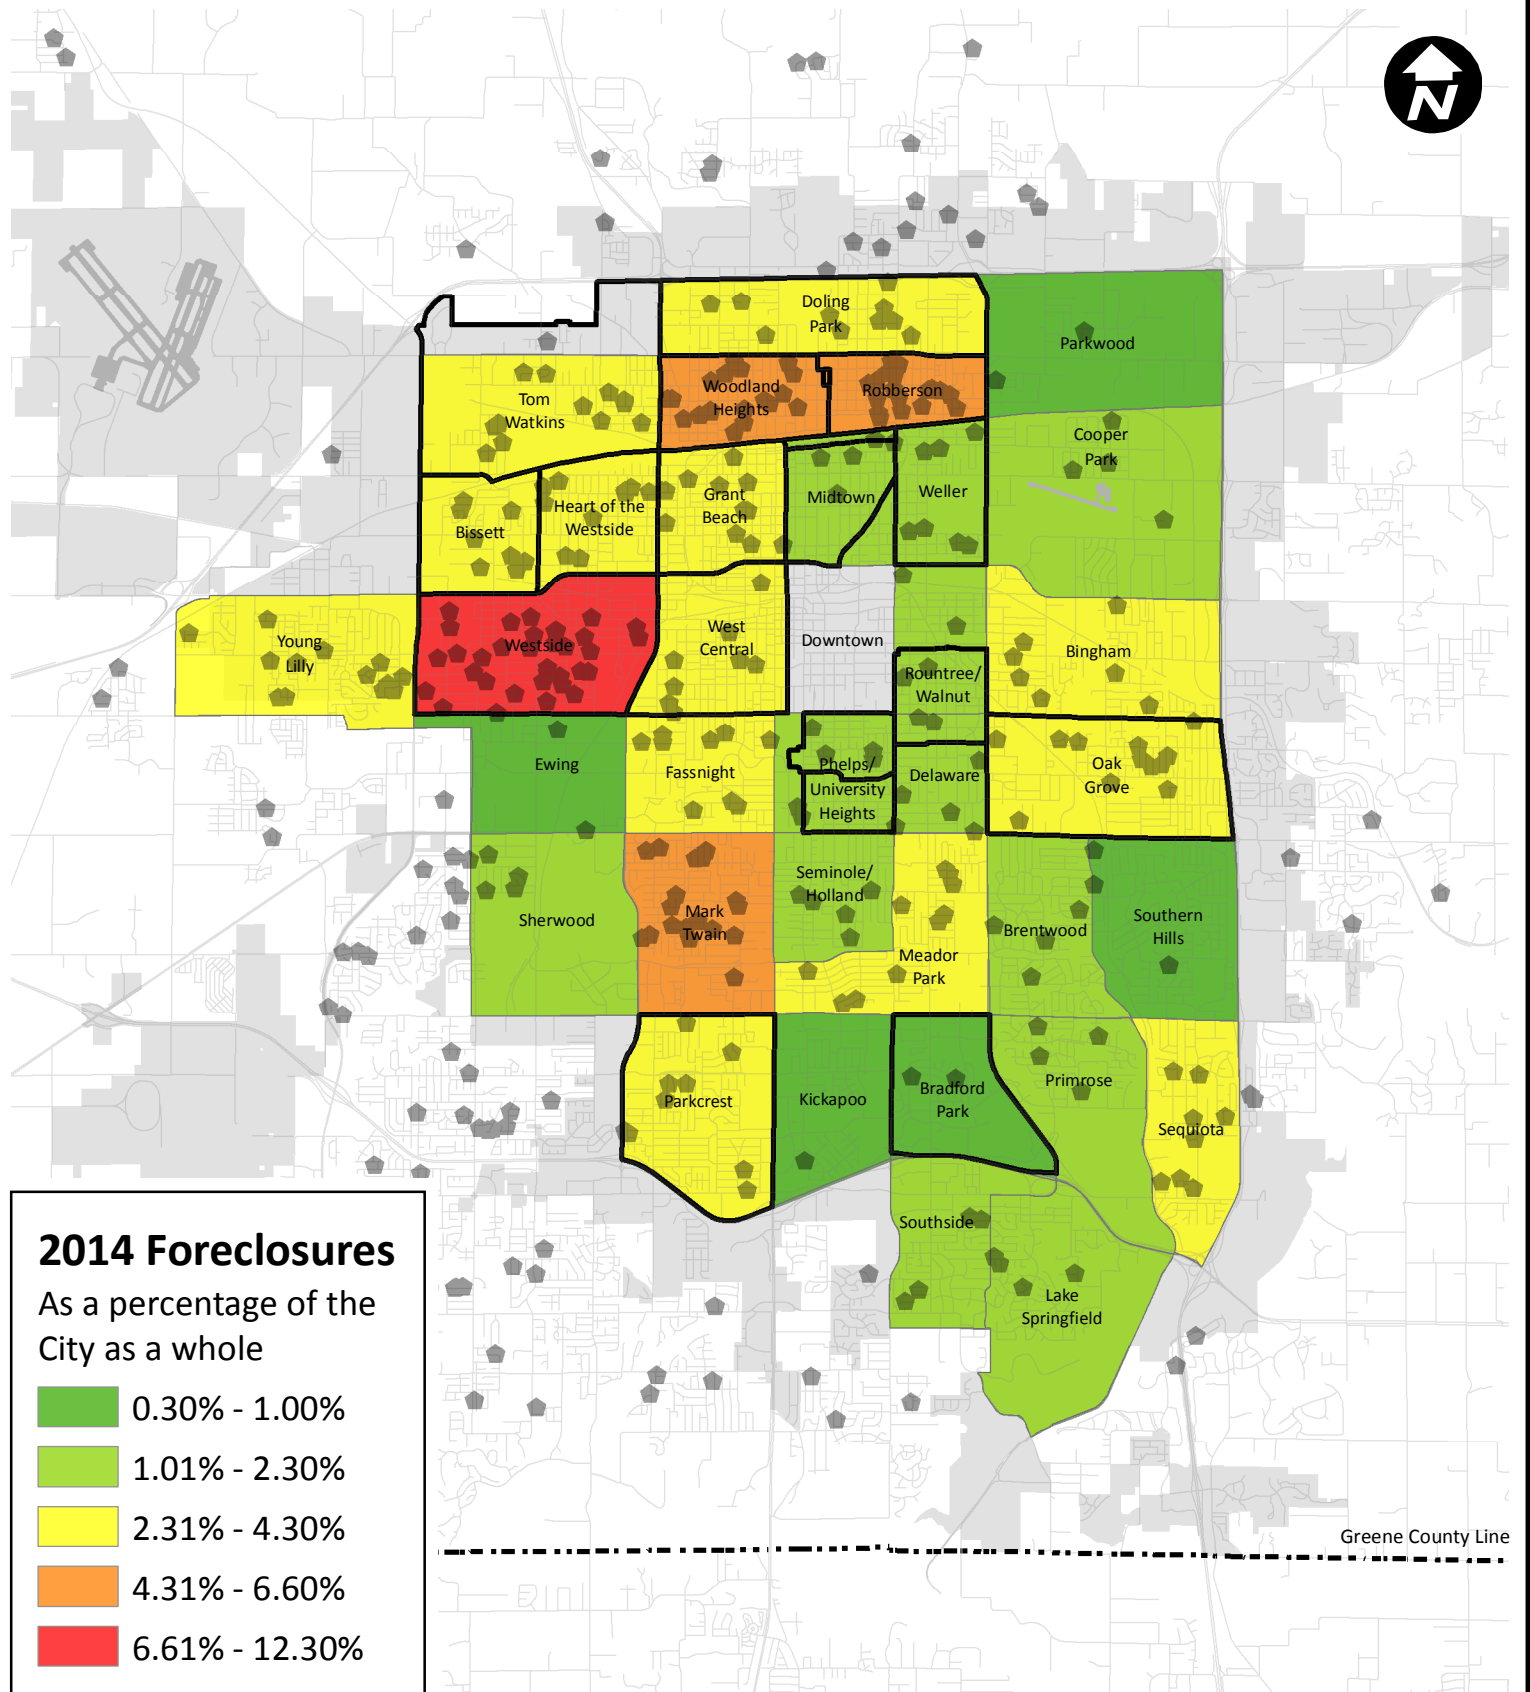 N
Doling
Park
Parkwood
Woodland
Heights
Robberson
Tom
Watkins
Cooper
Park
Grant
Beach
Midtown
Weller
Heart of the
Westside
Bissett
Young
Lilly
Westside
West
Central
Downtown
Bingham
Rountree/
Walnut
Ewing
Fassnight
Phelps/
University
Heights
Delaware
Oak
Grove
Sherwood
Mark
Twain
Seminole/
Holland
Meador
Park
Brentwood
Southern
Hills
Parkcrest
Kickapoo
Bradford
Park
Primrose
Sequiota
Southside
Lake
Springfield
2014 Foreclosures
As a percentage of the
City as a whole
0.30% - 1.00%
1.01% - 2.30%
2.31% - 4.30%
4.31% - 6.60%
6.61% - 12.30%
Greene County Line